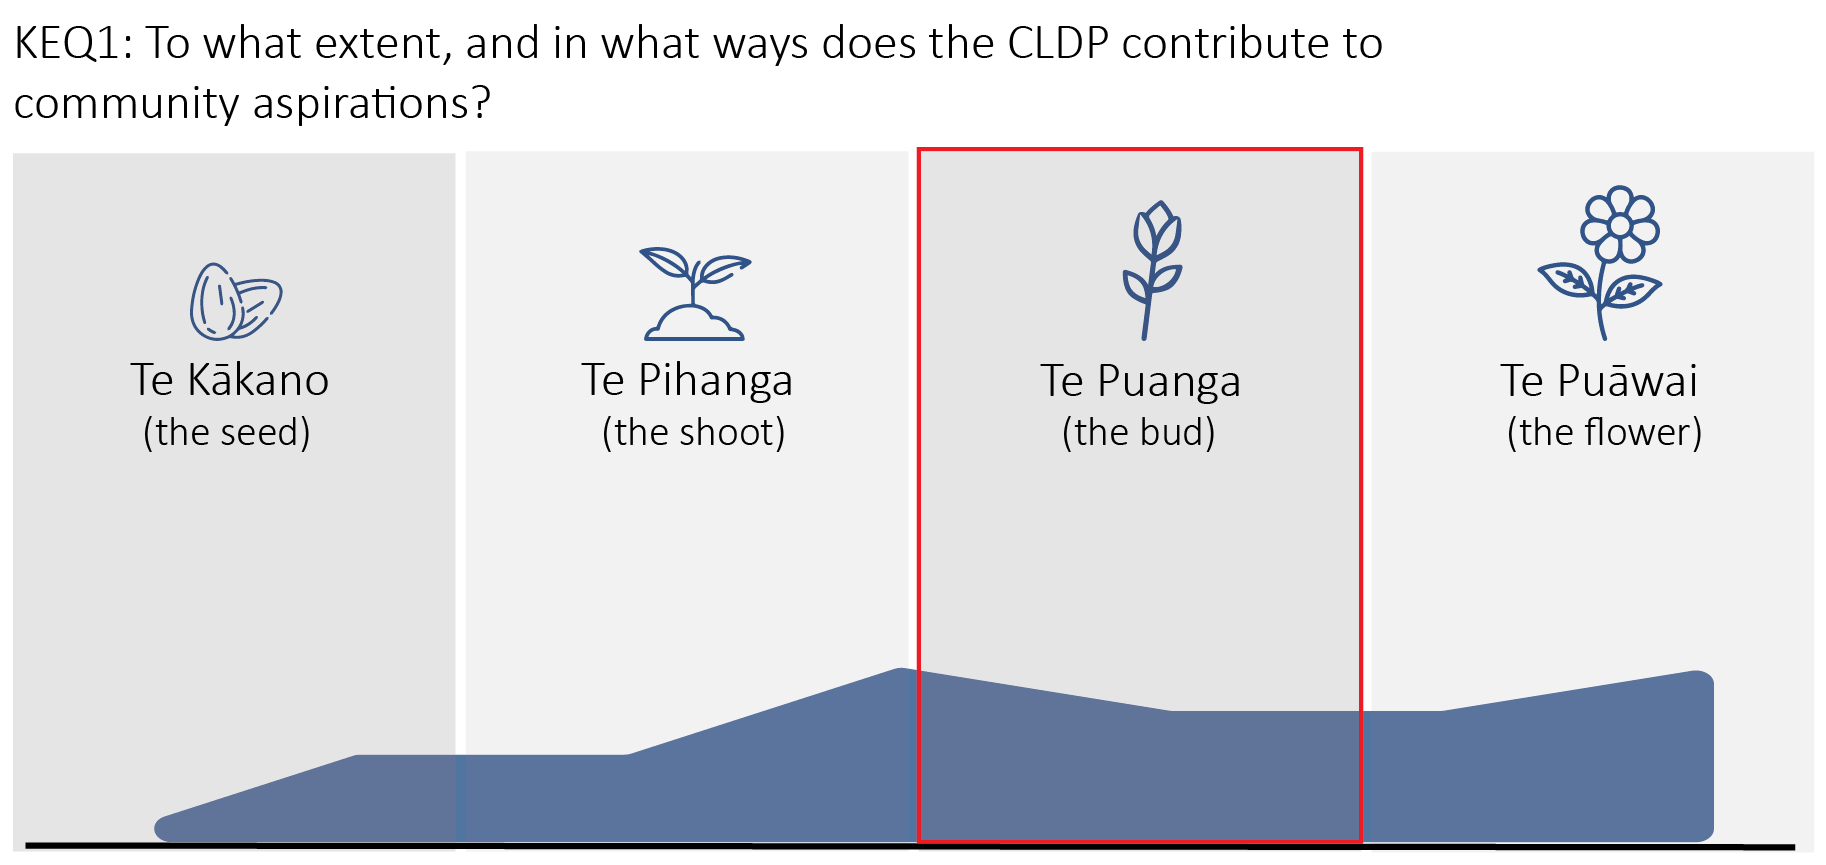 KEQ1: To what extent, and in what ways does the CLDP contribute to
community aspirations?
Te Kākano
(the seed)
Te Pihanga
(the shoot)
Te Puanga
(the bud)
Te Puāwai
(the flower)